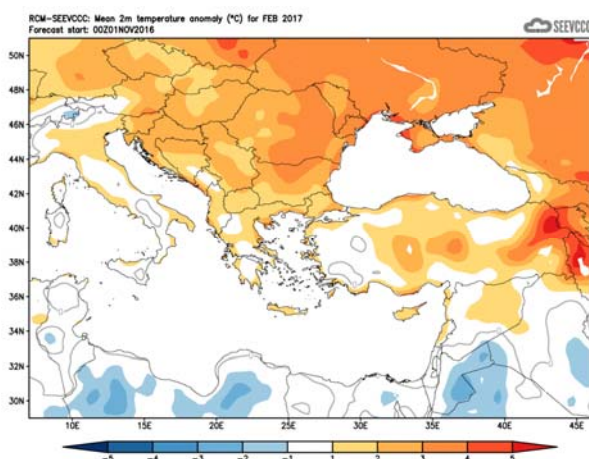 RCM-SEEVCCC: Mean 2m temperature anomaly (°C) for FEB 2017
Forecast start: 00Z01NOV2016
SEEVCCC
50N
48N
46N
44N
42N
40N
38N
36N
34N
32N
30N
10E 15E 20E 25E 30E 35E 40E 45E
-5 -4 -3 -2 -1 1 2 3 4 5